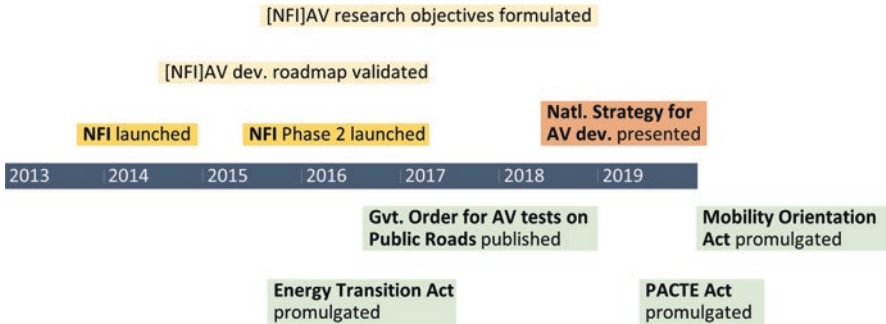 [NFI]AV research objectives formulated
[NFI]AV dev. roadmap validated
NFI launched
NFI Phase 2 launched
Natl. Strategy for
AV dev. presented
2013 2014 2015 2016 2017 2018 2019
Gvt. Order for AV tests on
Public Roads published
Mobility Orientation
Act promulgated
Energy Transition Act
promulgated
PACTE Act
promulgated